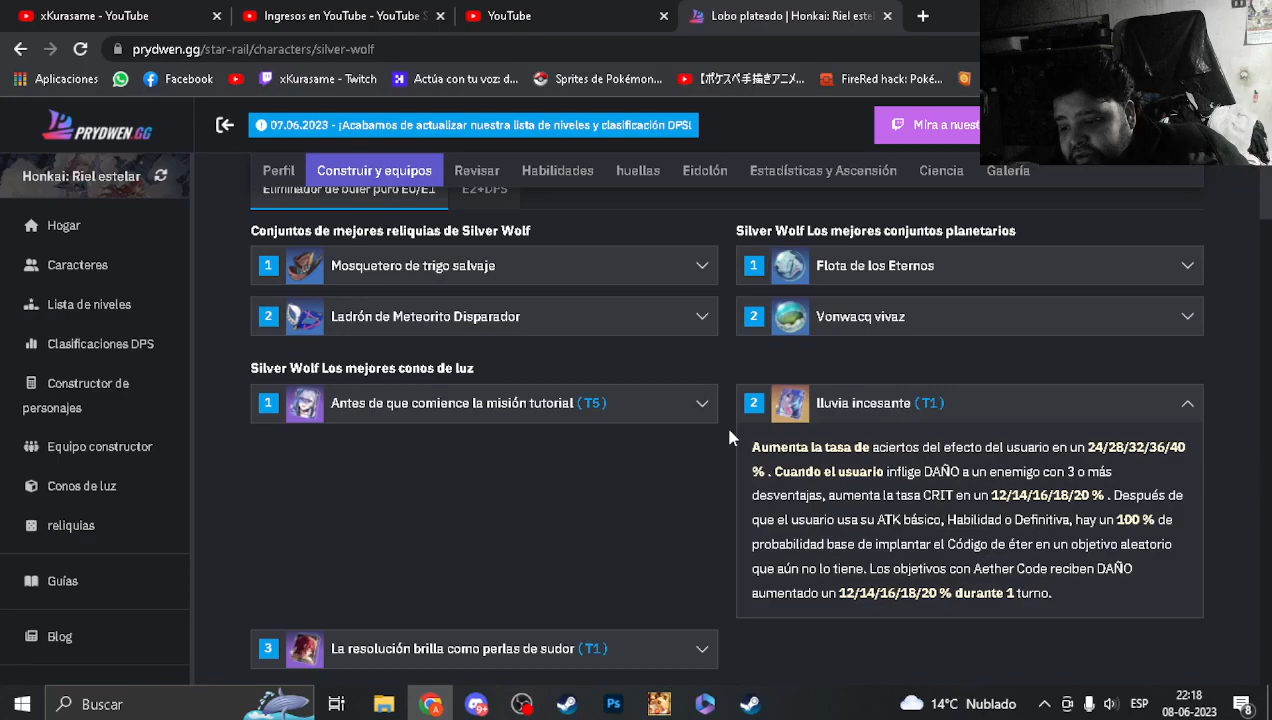 xKurasame - YouTube
Ingresos en YouTube - YouTube S
YouTube
Lobo plateado | Honkai: Riel estel
prydwen.gg/star-rail/characters/silver-wolf
Aplicaciones
Facebook
xKurasame - Twitch
Actúa con tu voz: d...
Sprites de Pokémon...
【ポケスペ手描きアニメ...
FireRed hack: Poké...
PRYDWEN.GG
07.06.2023 - ¡Acabamos de actualizar nuestra lista de niveles y clasificación DPS!
Mira a nuest
Honkai: Riel estelar
Perfil
Construir y equipos
Revisar
Habilidades
huellas
Eidolón
Estadísticas y Ascensión
Ciencia
Galería
Eliminador de búfer puro E0/E1
E2+DPS
Hogar
Caracteres
Lista de niveles
Clasificaciones DPS
Constructor de
personajes
Equipo constructor
Conos de luz
reliquias
Guías
Blog
Conjuntos de mejores reliquias de Silver Wolf
1 Mosquetero de trigo salvaje
2 Ladrón de Meteorito Disparador
Silver Wolf Los mejores conjuntos planetarios
1 Flota de los Eternos
2 Vonwacq vivaz
Silver Wolf Los mejores conos de luz
1 Antes de que comience la misión tutorial (T5)
2 lluvia incesante (T1)
Aumenta la tasa de aciertos del efecto del usuario en un 24/28/32/36/40
% . Cuando el usuario inflige DAÑO a un enemigo con 3 o más
desventajas, aumenta la tasa CRIT en un 12/14/16/18/20 % . Después de
que el usuario usa su ATK básico, Habilidad o Definitiva, hay un 100 % de
probabilidad base de implantar el Código de éter en un objetivo aleatorio
que aún no lo tiene. Los objetivos con Aether Code reciben DAÑO
aumentado un 12/14/16/18/20 % durante 1 turno.
3 La resolución brilla como perlas de sudor (T1)
Buscar
9+
Ps
14°C Nublado
ESP
22:18
08-06-2023
8